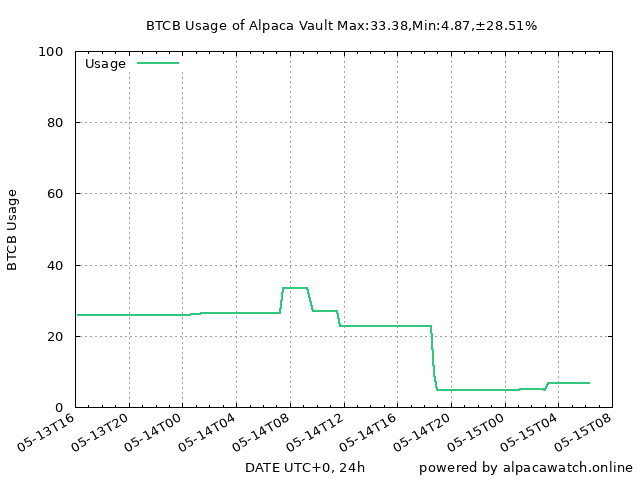 BTCB Usage of Alpaca Vault Max:33.38,Min:4.87,±28.51%
100
Usage
80
60
40
20
0
BTCB Usage
05-13T16
05-13T20
05-14T00
05-14T04
05-14T08
05-14T12
05-14T16
05-14T20
05-15T00
05-15T04
05-15T08
DATE UTC+0, 24h
powered by alpacawatch.online